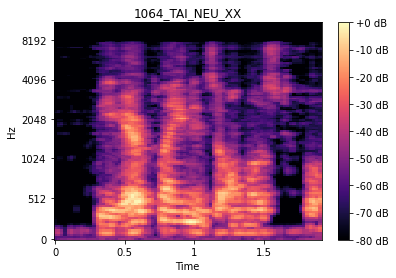 1064_TAI_NEU_XX
+0 dB
8192
-10 dB
4096
-20 dB
-30 dB
2048
Hz
-40 dB
1024
-50 dB
512
-60 dB
-70 dB
0
-80 dB
0 0.5 1 1.5
Time